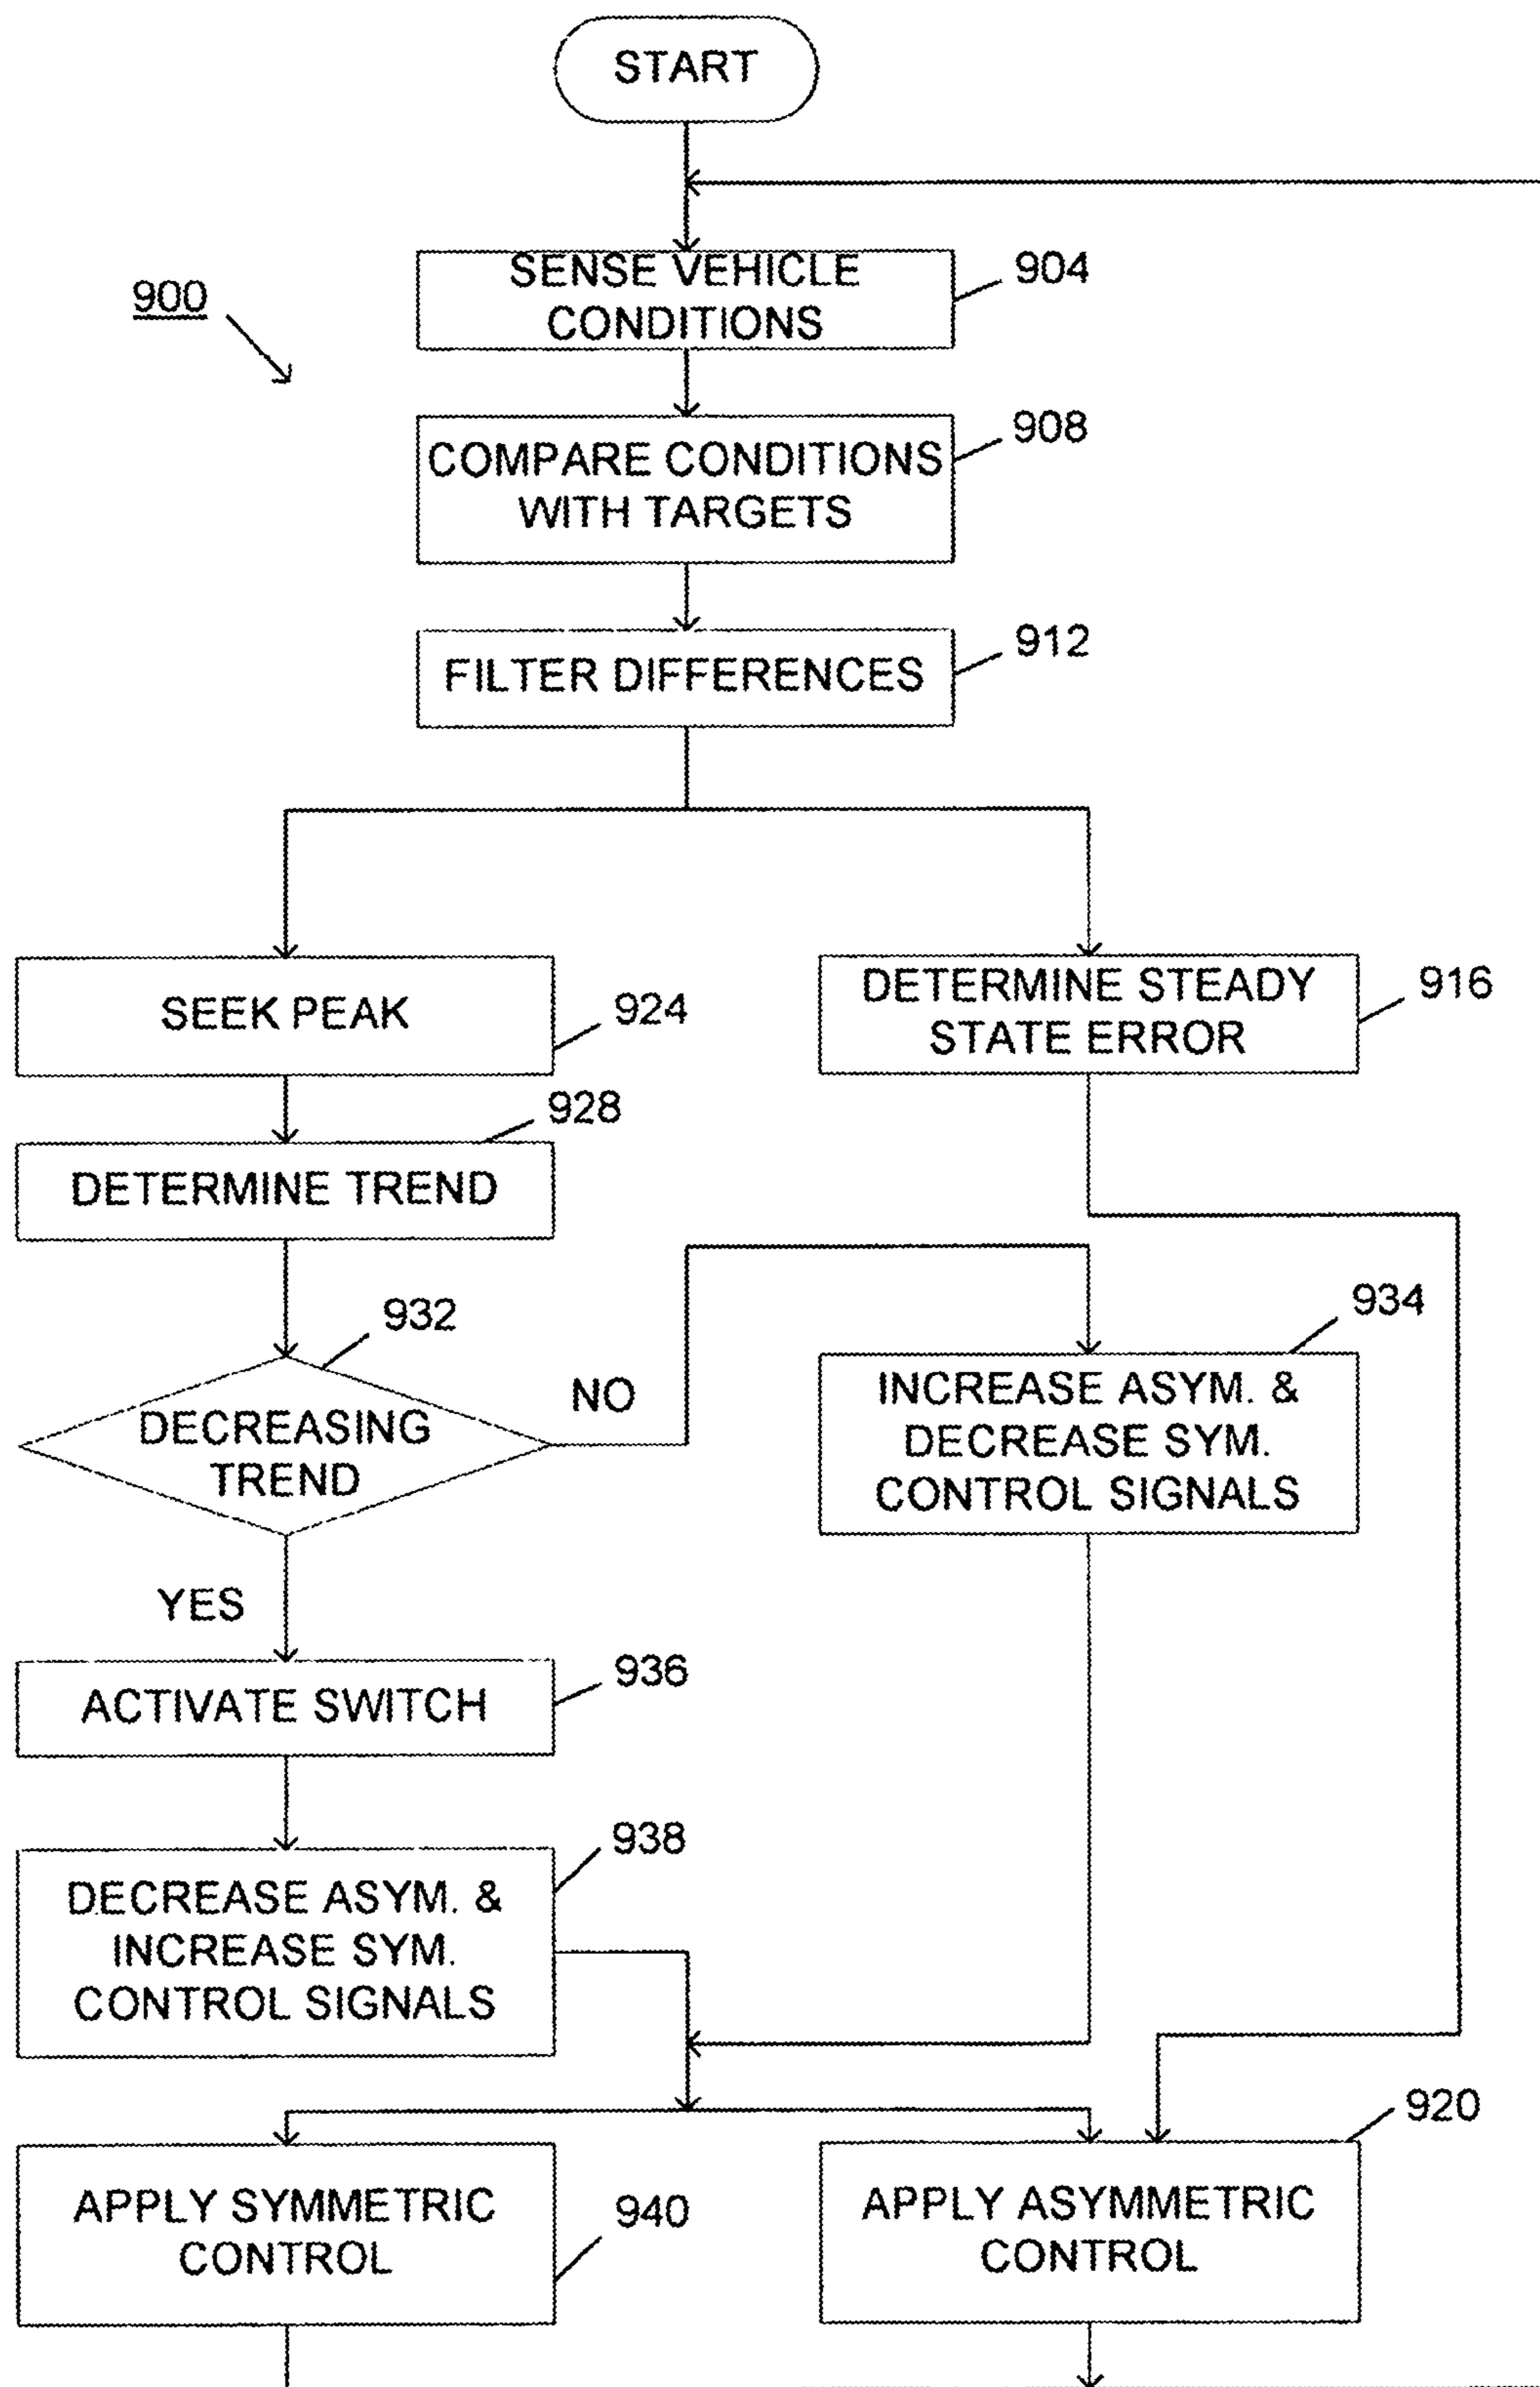 START
900
SENSE VEHICLE
CONDITIONS
904
COMPARE CONDITIONS
WITH TARGETS
908
FILTER DIFFERENCES
912
SEEK PEAK
924
DETERMINE STEADY
STATE ERROR
916
928
DETERMINE TREND
932
DECREASING
TREND
NO
934
INCREASE ASYM. &
DECREASE SYM.
CONTROL SIGNALS
YES
ACTIVATE SWITCH
936
938
DECREASE ASYM. &
INCREASE SYM.
CONTROL SIGNALS
920
APPLY SYMMETRIC
CONTROL
940
APPLY ASYMMETRIC
CONTROL